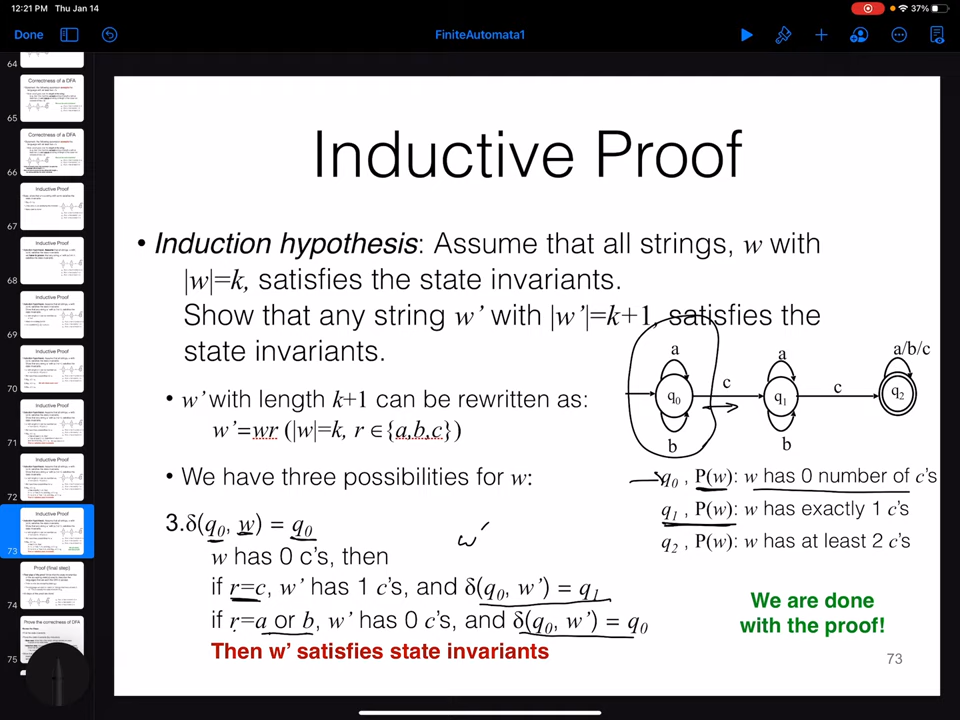 12:21 PM Thu Jan 14
37%
Done
FiniteAutomata1
64
Correctness of a DFA
65
Correctness of a DFA
66
Inductive Proof
67
Inductive Proof
68
Inductive Proof
69
Inductive Proof
70
Inductive Proof
71
Inductive Proof
72
Inductive Proof
73
Proof (final step)
74
Prove the correctness of DFA
75
Inductive Proof
• Induction hypothesis: Assume that all strings, w with
|w|=k, satisfies the state invariants.
Show that any string w’ with |w’|=k+1, satisfies the
state invariants.
• w’ with length k+1 can be rewritten as:
w’=wr (|w|=k, r ∈{a,b,c})
• We have three possibilities for w:
3.δ(q0, w) = q0
w has 0 c’s, then
if r=c, w’ has 1 c’s, and δ(q0, w’) = q1
if r=a or b, w’ has 0 c’s, and δ(q0, w’) = q0
Then w’ satisfies state invariants
w'
a
a
a/b/c
c
c
q0
q1
q2
b
b
q0 , P(w): w has 0 number of c’s
q1 , P(w): w has exactly 1 c’s
q2 , P(w): w has at least 2 c’s
We are done
with the proof!
73